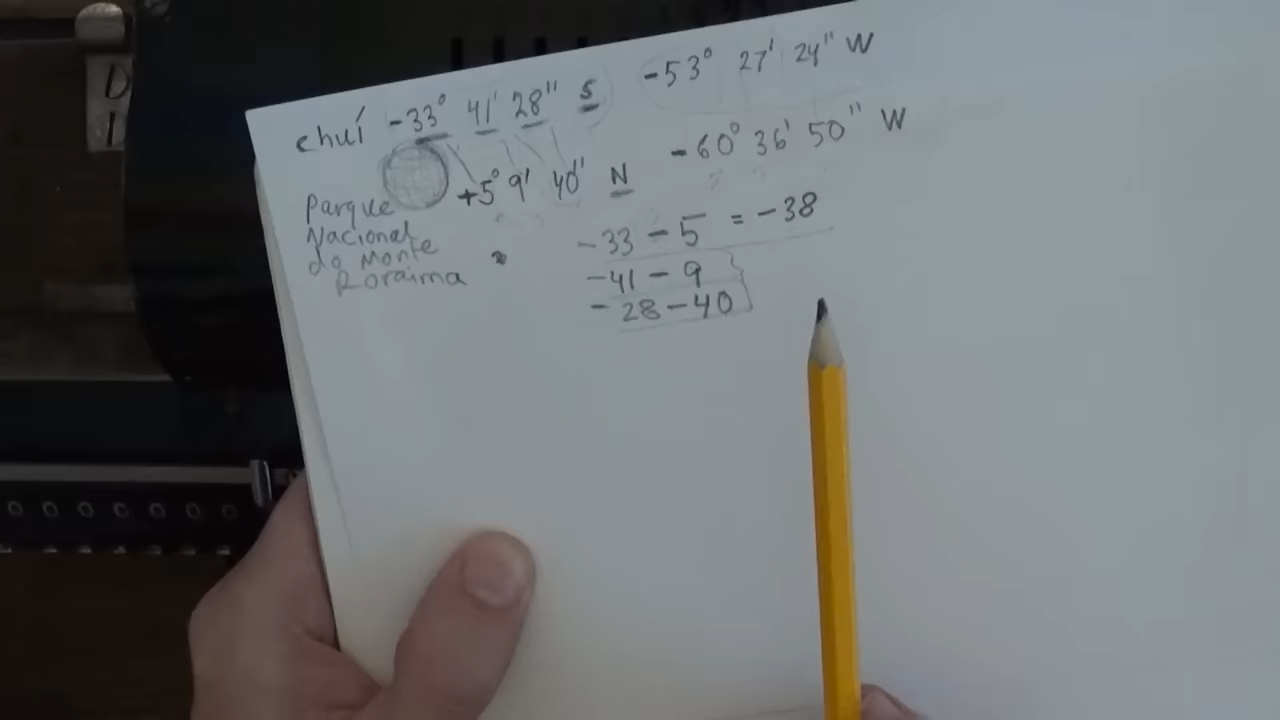 chuí -33° 41' 28" S -53° 27' 24" W
+5° 9' 40" N -60° 36' 50" W
Parque
Nacional
do Monte
Roraima
-33 - 5 = -38
-41 - 9
-28 - 40
D